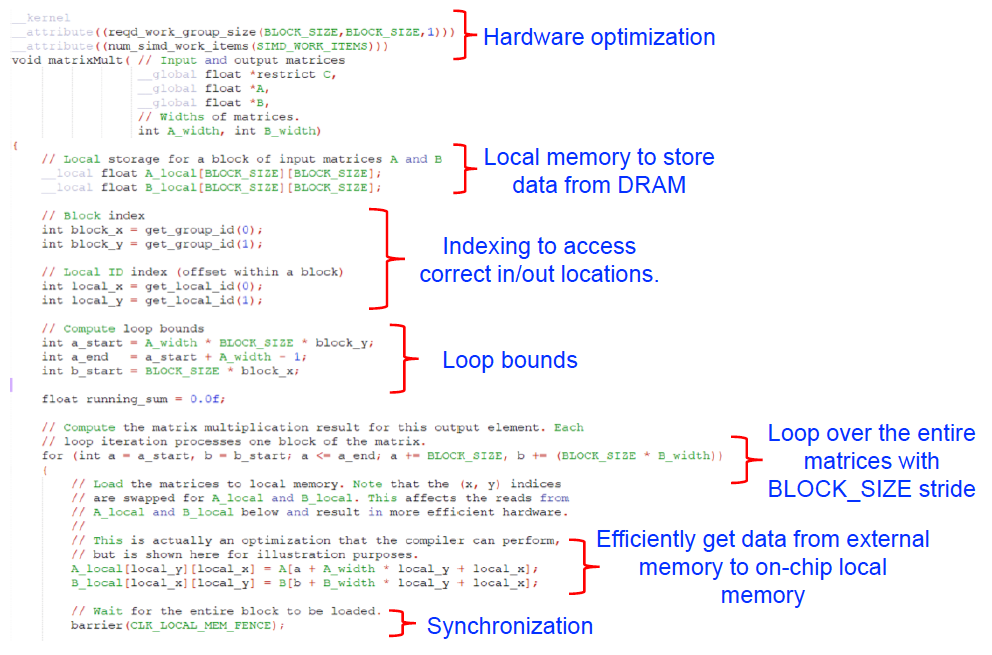 __kernel
__attribute((reqd_work_group_size(BLOCK_SIZE,BLOCK_SIZE,1)))
__attribute((num_simd_work_items(SIMD_WORK_ITEMS)))
Hardware optimization
void matrixMult( // Input and output matrices
__global float *restrict C,
__global float *A,
__global float *B,
// Widths of matrices.
int A_width, int B_width)
{
// Local storage for a block of input matrices A and B
__local float A_local[BLOCK_SIZE][BLOCK_SIZE];
__local float B_local[BLOCK_SIZE][BLOCK_SIZE];
Local memory to store
data from DRAM
// Block index
int block_x = get_group_id(0);
int block_y = get_group_id(1);
// Local ID index (offset within a block)
int local_x = get_local_id(0);
int local_y = get_local_id(1);
Indexing to access
correct in/out locations.
// Compute loop bounds
int a_start = A_width * BLOCK_SIZE * block_y;
int a_end = a_start + A_width - 1;
int b_start = BLOCK_SIZE * block_x;
Loop bounds
float running_sum = 0.0f;
// Compute the matrix multiplication result for this output element. Each
// loop iteration processes one block of the matrix.
for (int a = a_start, b = b_start; a <= a_end; a += BLOCK_SIZE, b += (BLOCK_SIZE * B_width))
{
Loop over the entire
matrices with
BLOCK_SIZE stride
// Load the matrices to local memory. Note that the (x, y) indices
// are swapped for A_local and B_local. This affects the reads from
// A_local and B_local below and result in more efficient hardware.
//
// This is actually an optimization that the compiler can perform,
// but is shown here for illustration purposes.
A_local[local_y][local_x] = A[a + A_width * local_y + local_x];
B_local[local_x][local_y] = B[b + B_width * local_y + local_x];
Efficiently get data from external
memory to on-chip local
memory
// Wait for the entire block to be loaded.
barrier(CLK_LOCAL_MEM_FENCE);
Synchronization